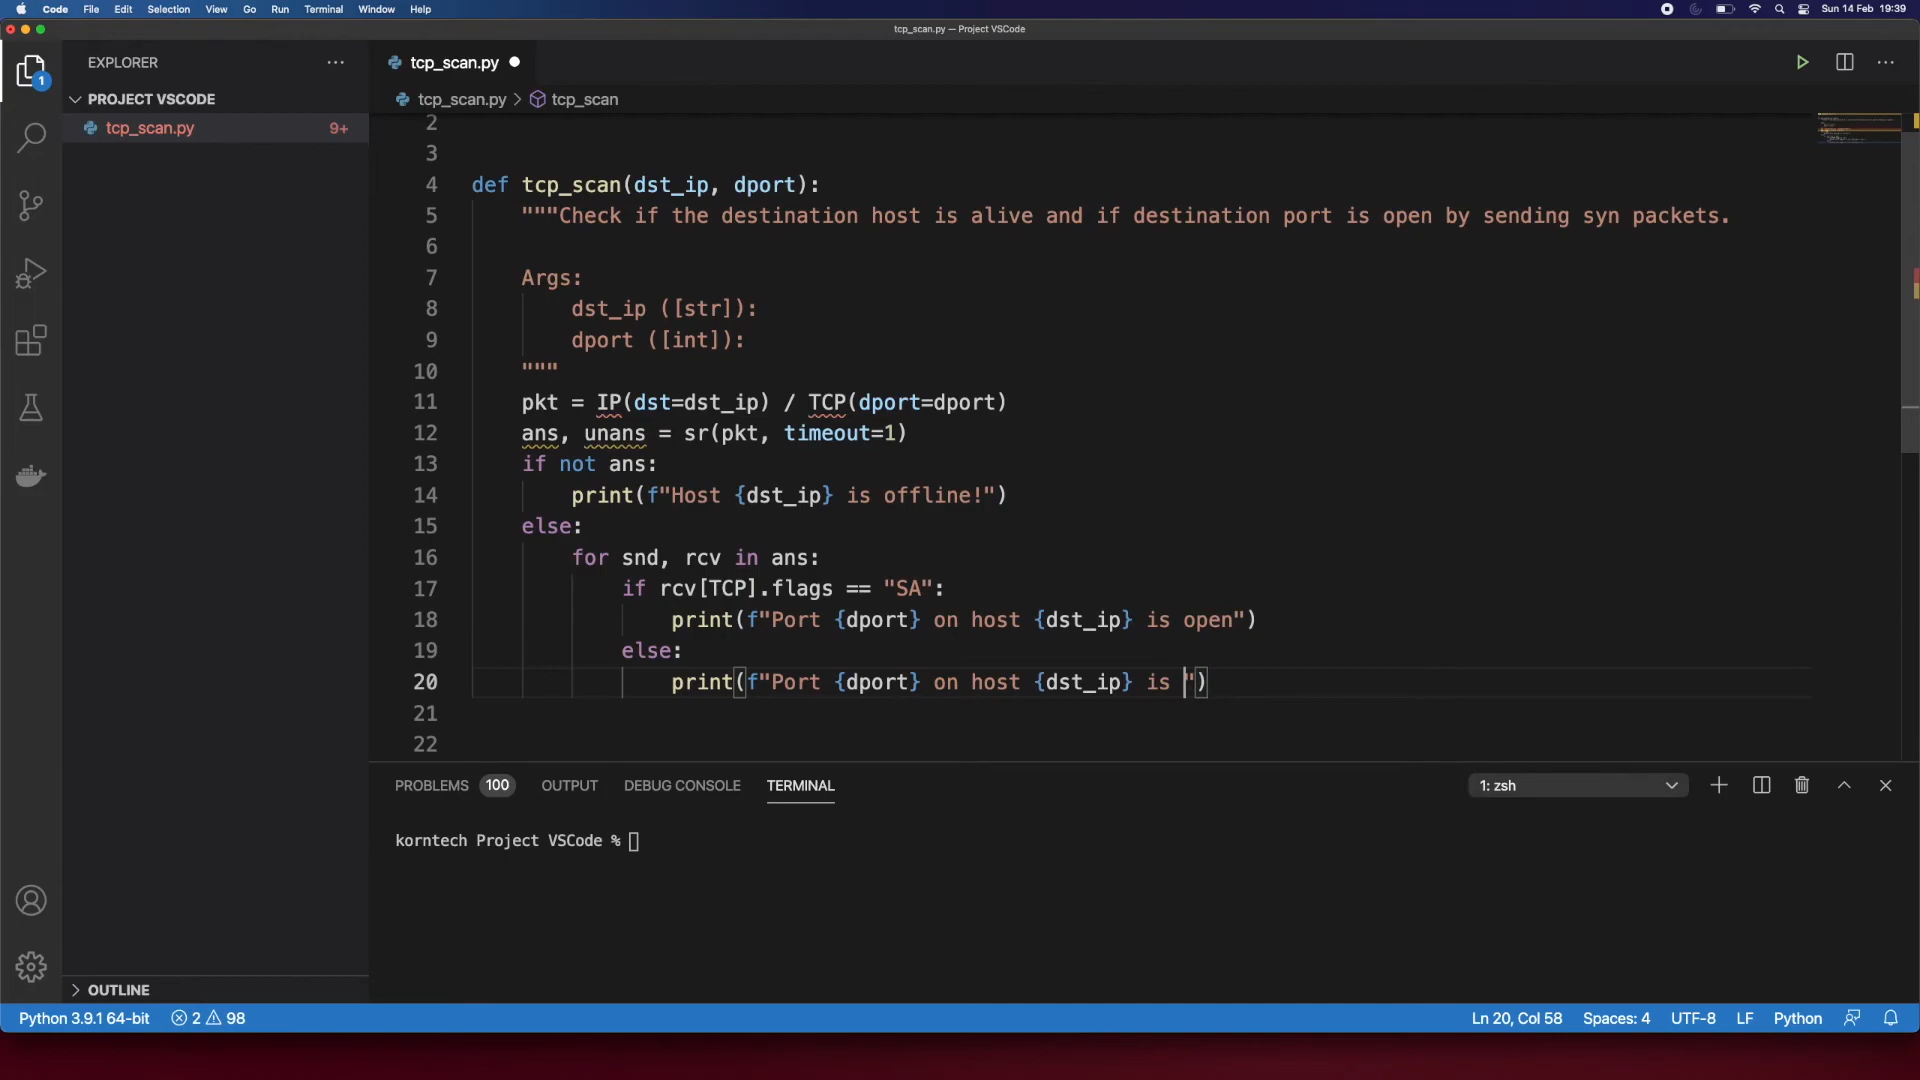 Code File Edit Selection View Go Run Terminal Window Help Sun 14 Feb 19:39
tcp_scan.py — Project VSCode
EXPLORER
tcp_scan.py
1
PROJECT VSCODE
tcp_scan.py > tcp_scan
tcp_scan.py 9+
2
3
4 def tcp_scan(dst_ip, dport):
5 """Check if the destination host is alive and if destination port is open by sending syn packets.
6
7 Args:
8 dst_ip ([str]):
9 dport ([int]):
10 """
11 pkt = IP(dst=dst_ip) / TCP(dport=dport)
12 ans, unans = sr(pkt, timeout=1)
13 if not ans:
14 print(f"Host {dst_ip} is offline!")
15 else:
16 for snd, rcv in ans:
17 if rcv[TCP].flags == "SA":
18 print(f"Port {dport} on host {dst_ip} is open")
19 else:
20 print(f"Port {dport} on host {dst_ip} is ")
21
22
PROBLEMS 100 OUTPUT DEBUG CONSOLE TERMINAL 1: zsh
korntech Project VSCode %
OUTLINE
Python 3.9.1 64-bit 2 98 Ln 20, Col 58 Spaces: 4 UTF-8 LF Python